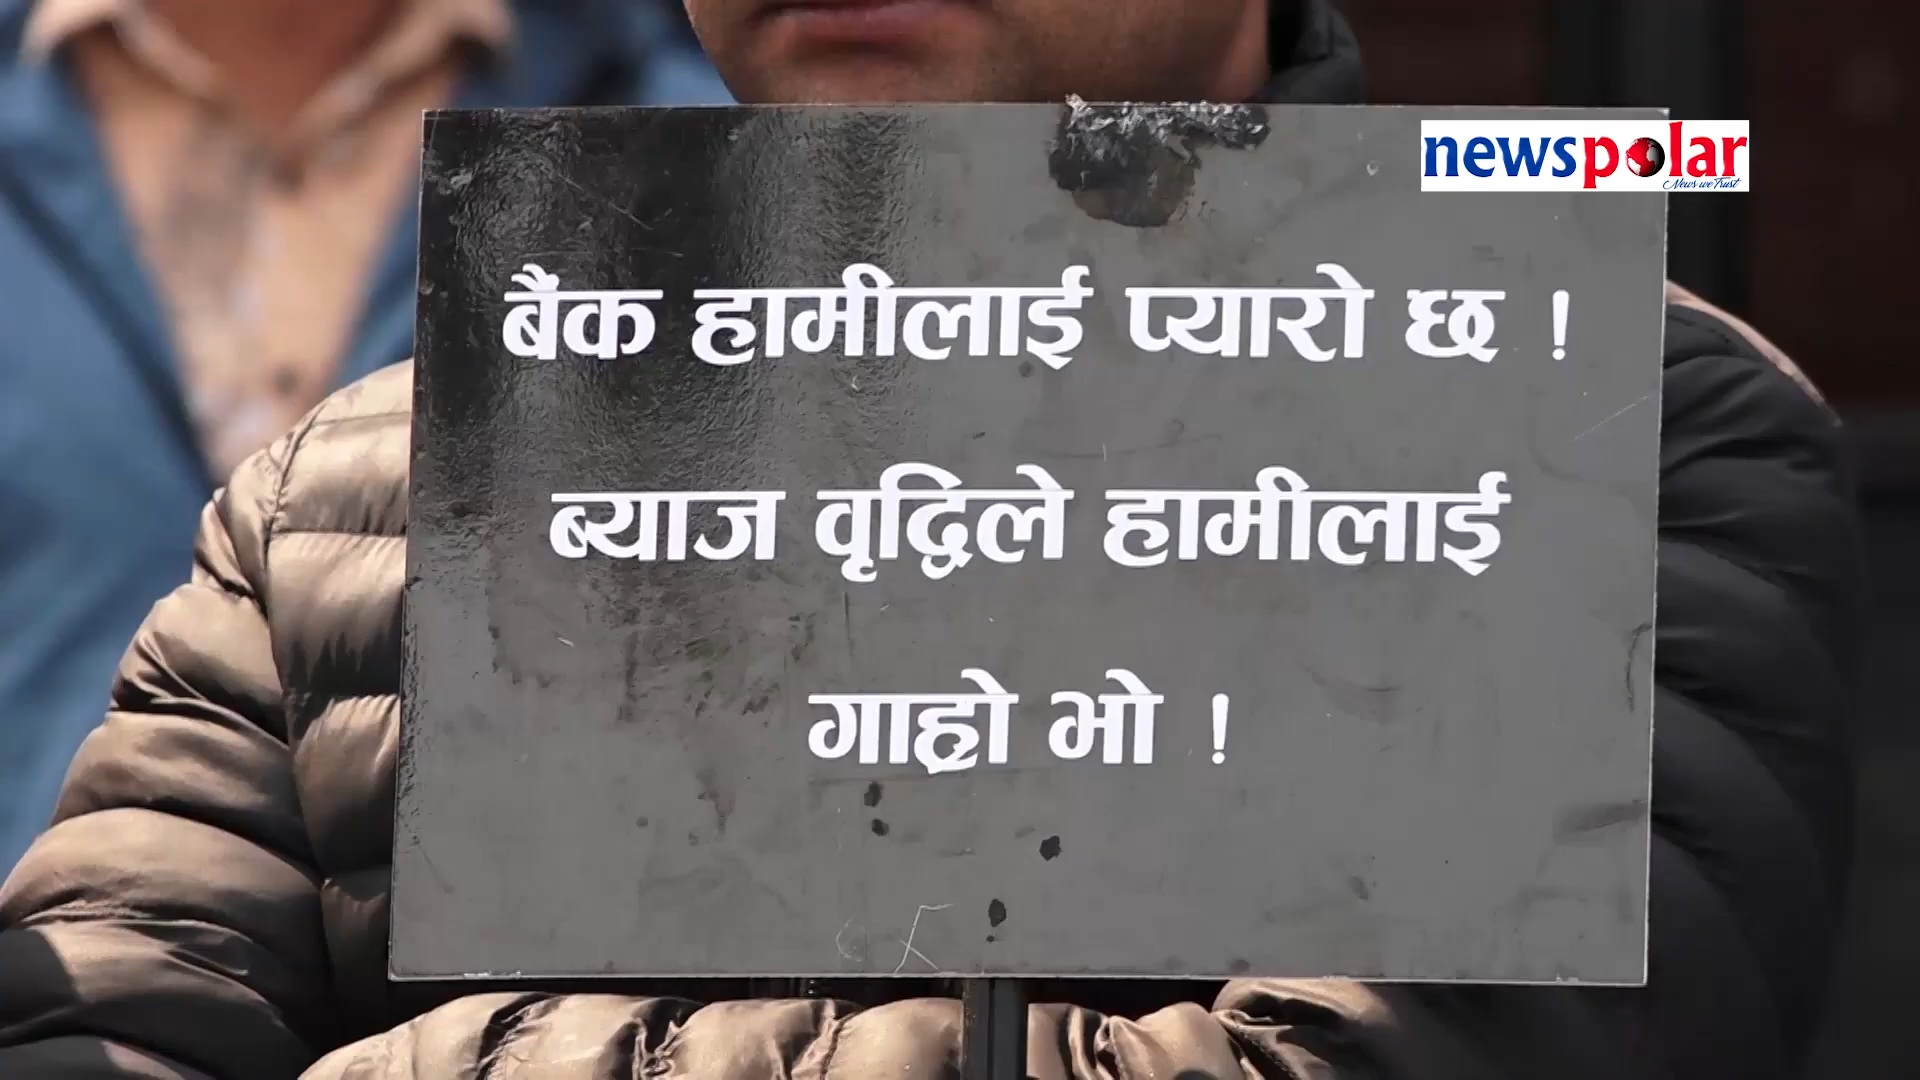 newspolar
News we Trust
बैंक हामीलाई प्यारो छ !
ब्याज वृद्धिले हामीलाई
गाह्रो भो !